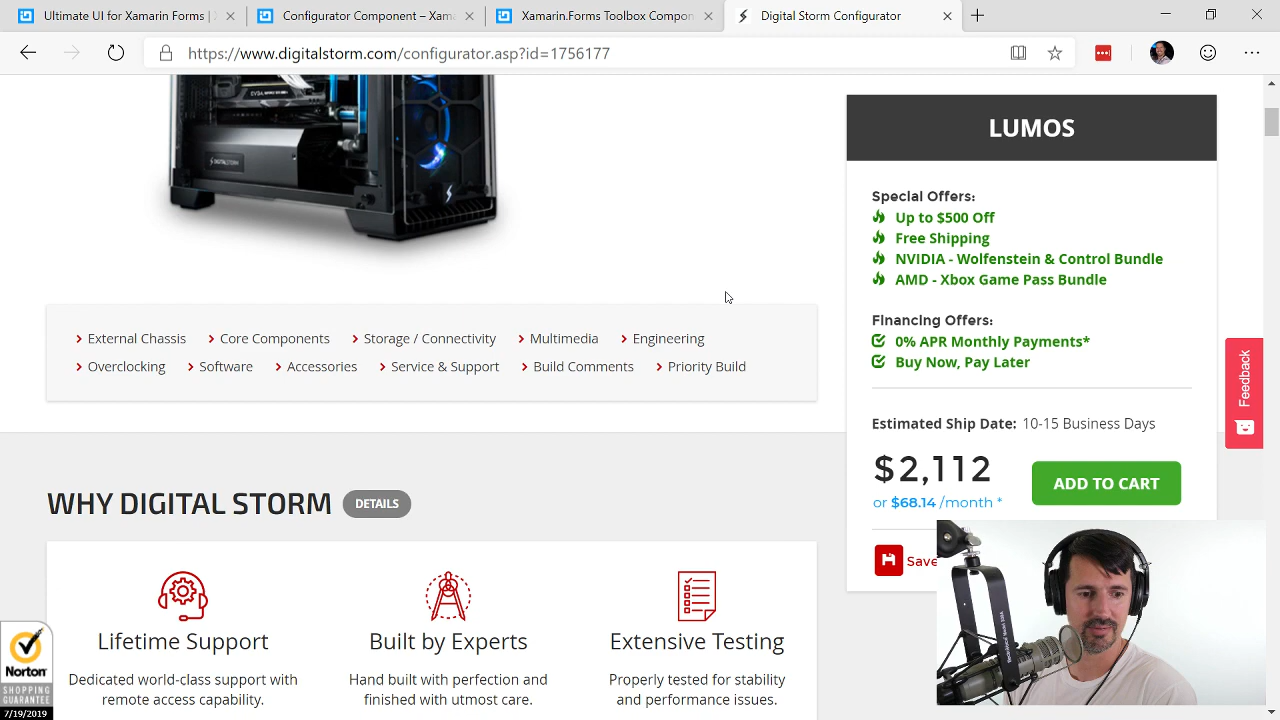 Ultimate UI for Xamarin Forms
Component Configurator – Xama
Xamarin.Forms Toolbox Compon
Digital Storm Configurator
https://www.digitalstorm.com/configurator.asp?id=1756177
DIGITALSTORM
LUMOS
Special Offers:
Up to $500 Off
Free Shipping
NVIDIA - Wolfenstein & Control Bundle
AMD - Xbox Game Pass Bundle
Financing Offers:
0% APR Monthly Payments*
Buy Now, Pay Later
Estimated Ship Date: 10-15 Business Days
$2,112
or $68.14 /month *
ADD TO CART
Save
Feedback
External Chassis
Core Components
Storage / Connectivity
Multimedia
Engineering
Overclocking
Software
Accessories
Service & Support
Build Comments
Priority Build
WHY DIGITAL STORM
DETAILS
Lifetime Support
Dedicated world-class support with
remote access capability.
Built by Experts
Hand built with perfection and
finished with utmost care.
Extensive Testing
Properly tested for stability
and performance issues.
Norton
SHOPPING
GUARANTEE
7/19/2019